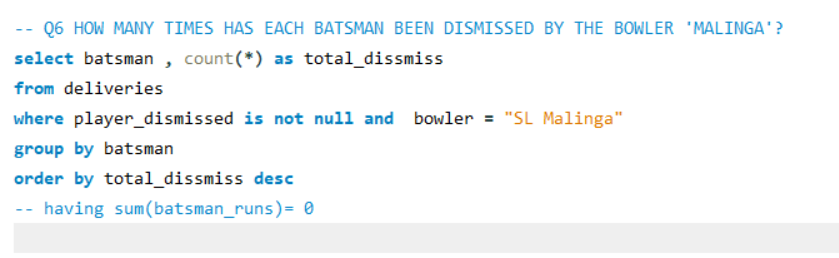 -- Q6 HOW MANY TIMES HAS EACH BATSMAN BEEN DISMISSED BY THE BOWLER 'MALINGA'?
select batsman , count(*) as total_dissmiss
from deliveries
where player_dismissed is not null and  bowler = "SL Malinga"
group by batsman
order by total_dissmiss desc
-- having sum(batsman_runs)= 0